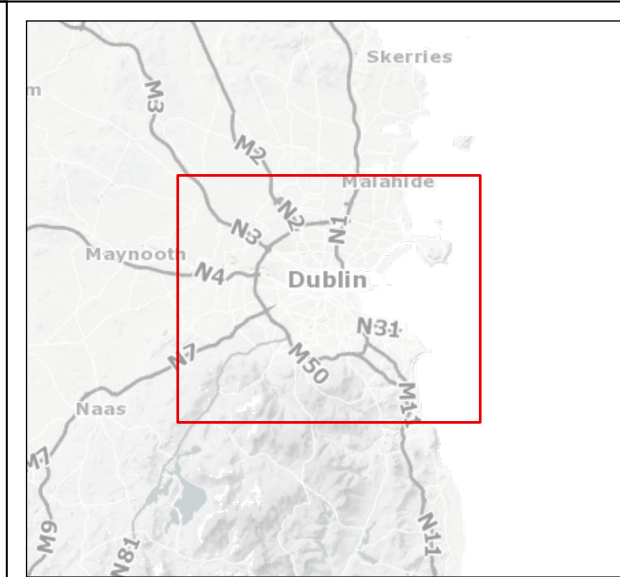 Skerries
m
M3
M2
Malahide
N2
N3
N1
Maynooth
N4
Dublin
N31
N7
M50
M11
Naas
M7
M9
N11
N81